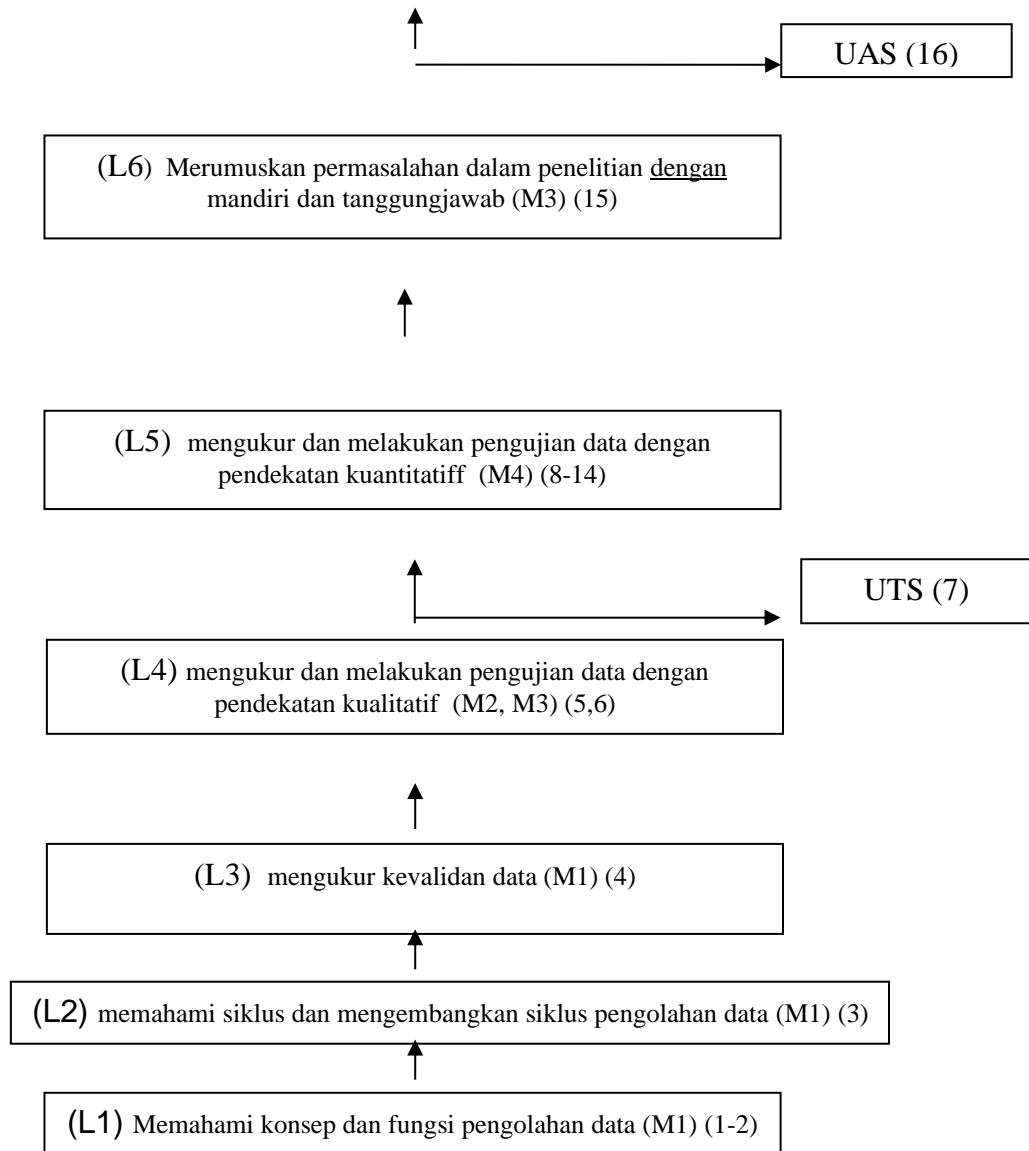 UAS (16)
(L6) Merumuskan permasalahan dalam penelitian dengan
mandiri dan tanggungjawab (M3) (15)
(L5) mengukur dan melakukan pengujian data dengan
pendekatan kuantitatiff (M4) (8-14)
UTS (7)
(L4) mengukur dan melakukan pengujian data dengan
pendekatan kualitatif (M2, M3) (5,6)
(L3) mengukur kevalidan data (M1) (4)
(L2) memahami siklus dan mengembangkan siklus pengolahan data (M1) (3)
(L1) Memahami konsep dan fungsi pengolahan data (M1) (1-2)